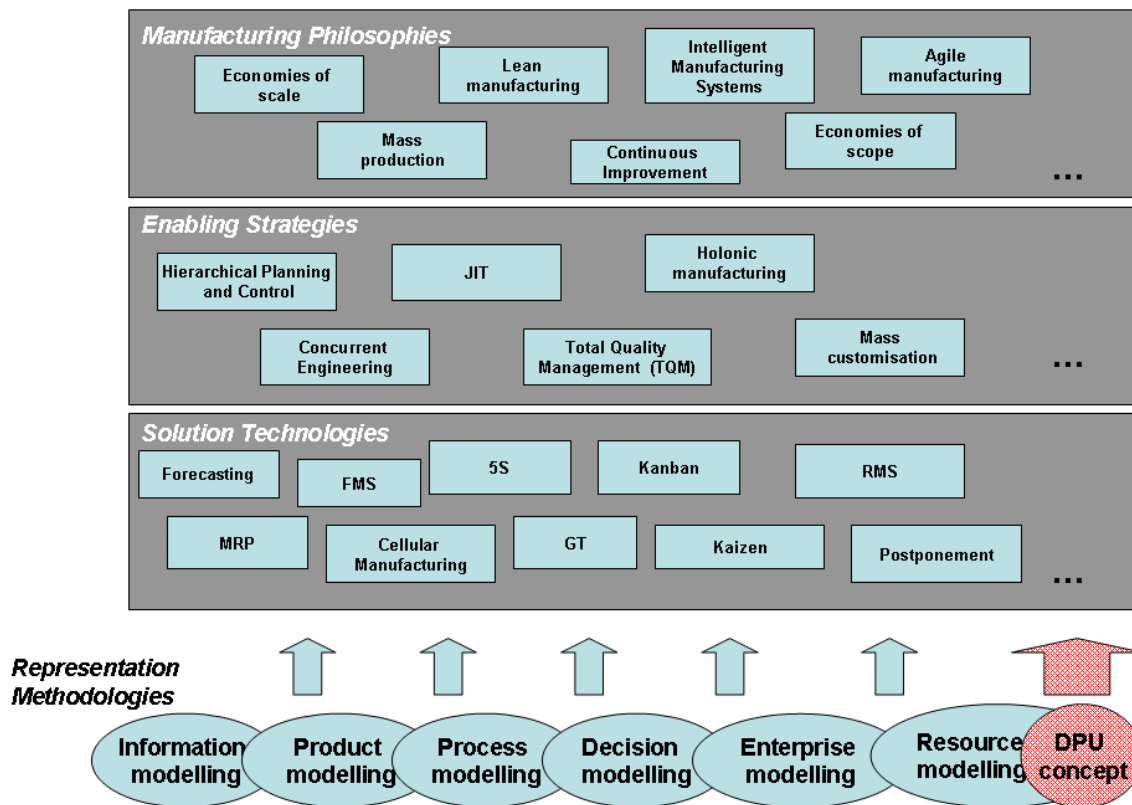 Manufacturing Philosophies
Economies of
scale
Lean
manufacturing
Intelligent
Manufacturing
Systems
Agile
manufacturing
Mass
production
Continuous
Improvement
Economies of
scope
...
Enabling Strategies
Hierarchical Planning
and Control
JIT
Holonic
manufacturing
Concurrent
Engineering
Total Quality
Management (TQM)
Mass
customisation
...
Solution Technologies
Forecasting
FMS
5S
Kanban
RMS
MRP
Cellular
Manufacturing
GT
Kaizen
Postponement
...
Representation
Methodologies
Information
modelling
Product
modelling
Process
modelling
Decision
modelling
Enterprise
modelling
Resource
modelling
DPU
concept